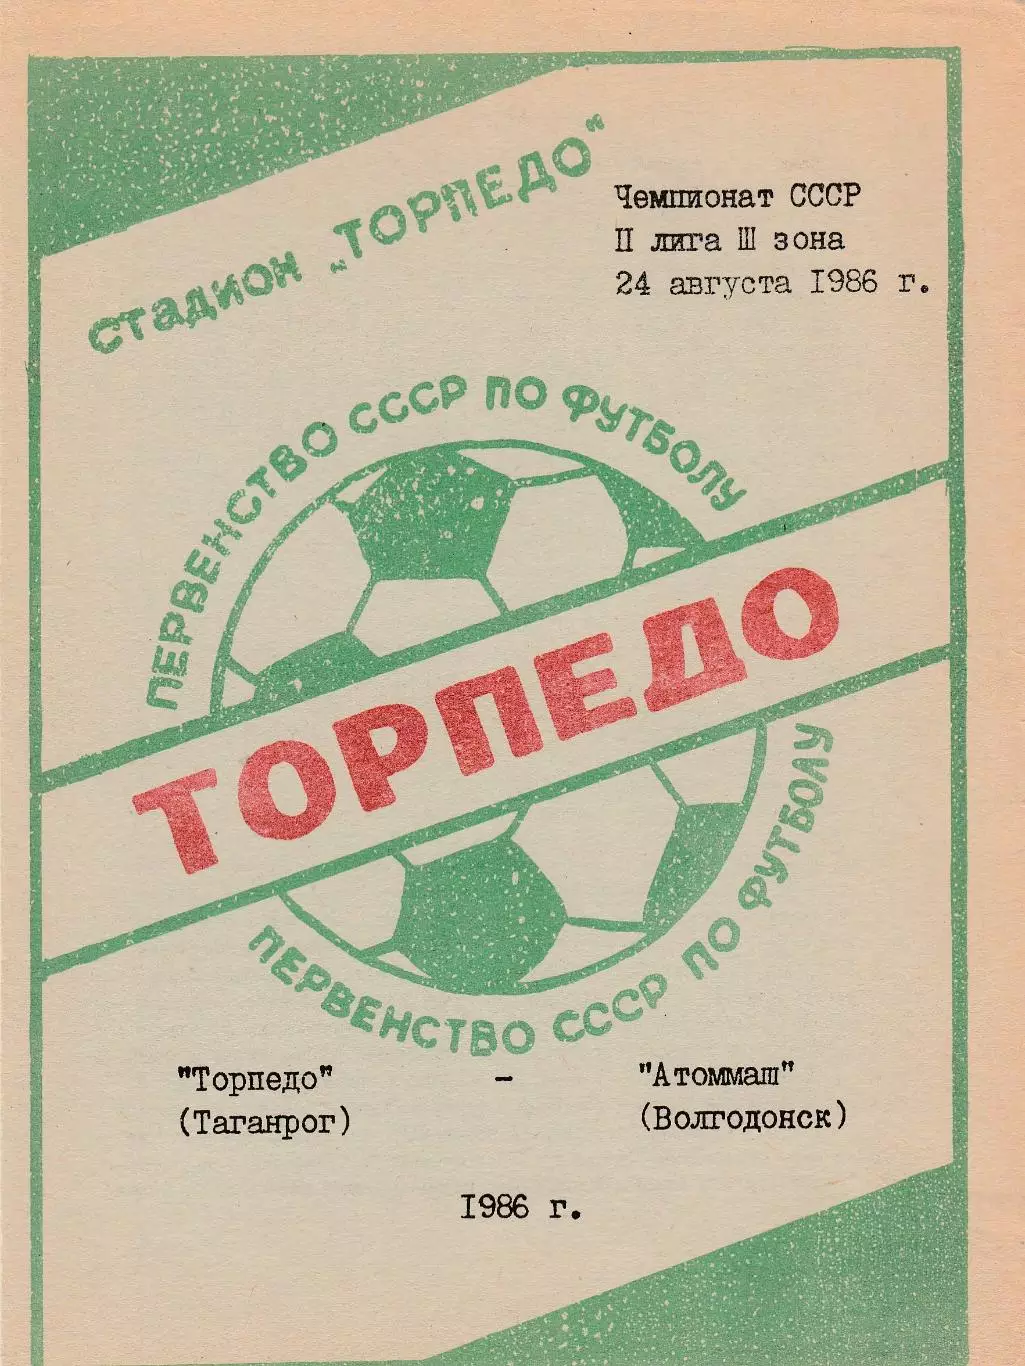 стадион „ТОРПЕДО“
Чемпионат СССР
II лига Ш зона
24 августа 1986 г.
ПЕРВЕНСТВО СССР ПО ФУТБОЛУ
ТОРПЕДО
ПЕРВЕНСТВО СССР ПО ФУТБОЛУ
"Торпедо" - "Атоммаш"
(Таганрог) (Волгодонск)
1986 г.